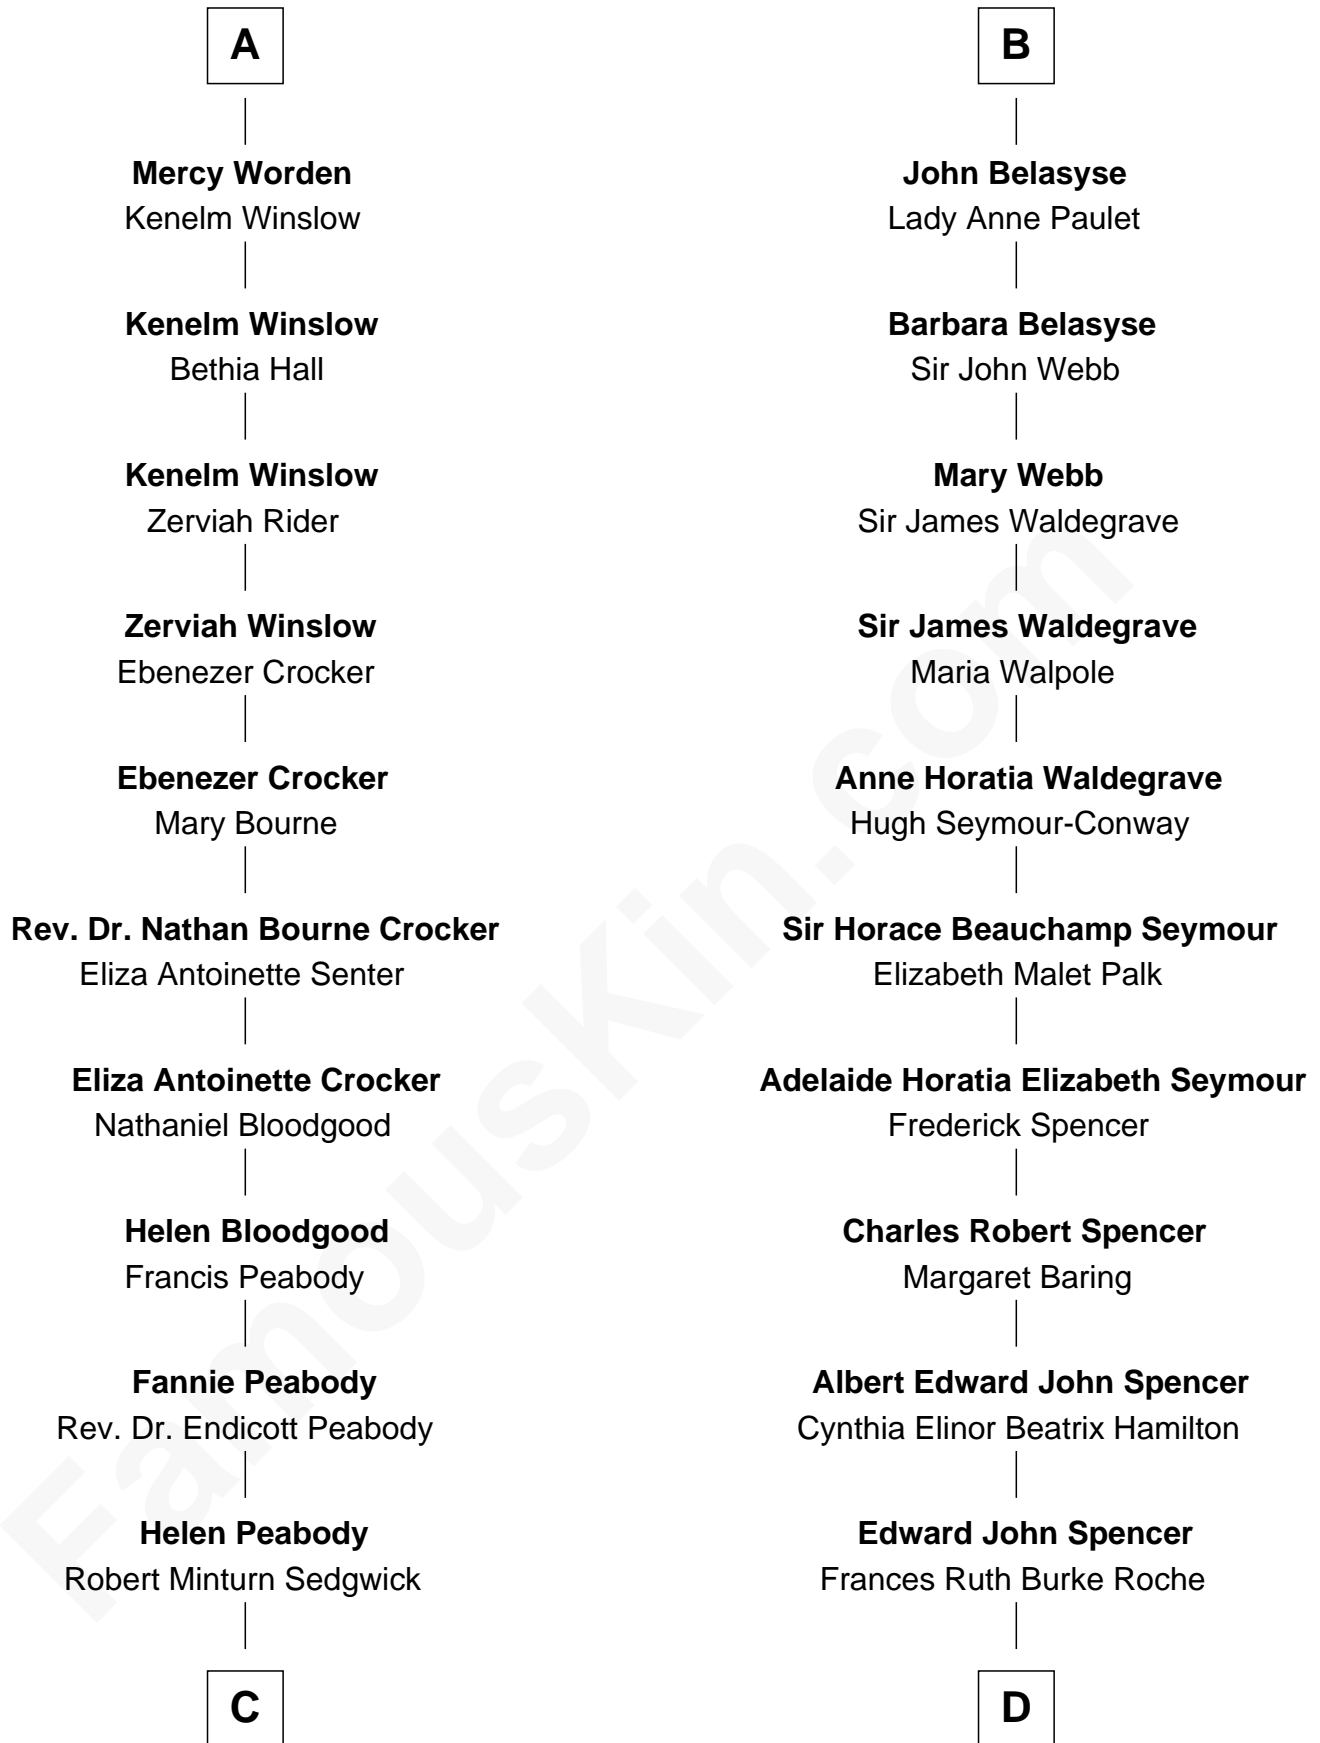 A
Mercy Worden
Kenelm Winslow
Kenelm Winslow
Bethia Hall
Kenelm Winslow
Zerviah Rider
Zerviah Winslow
Ebenezer Crocker
Ebenezer Crocker
Mary Bourne
Rev. Dr. Nathan Bourne Crocker
Eliza Antoinette Senter
Eliza Antoinette Crocker
Nathaniel Bloodgood
Helen Bloodgood
Francis Peabody
Fannie Peabody
Rev. Dr. Endicott Peabody
Helen Peabody
Robert Minturn Sedgwick
C
B
John Belasyse
Lady Anne Paulet
Barbara Belasyse
Sir John Webb
Mary Webb
Sir James Waldegrave
Sir James Waldegrave
Maria Walpole
Anne Horatia Waldegrave
Hugh Seymour-Conway
Sir Horace Beauchamp Seymour
Elizabeth Malet Palk
Adelaide Horatia Elizabeth Seymour
Frederick Spencer
Charles Robert Spencer
Margaret Baring
Albert Edward John Spencer
Cynthia Elinor Beatrix Hamilton
Edward John Spencer
Frances Ruth Burke Roche
D
FamousKin.com